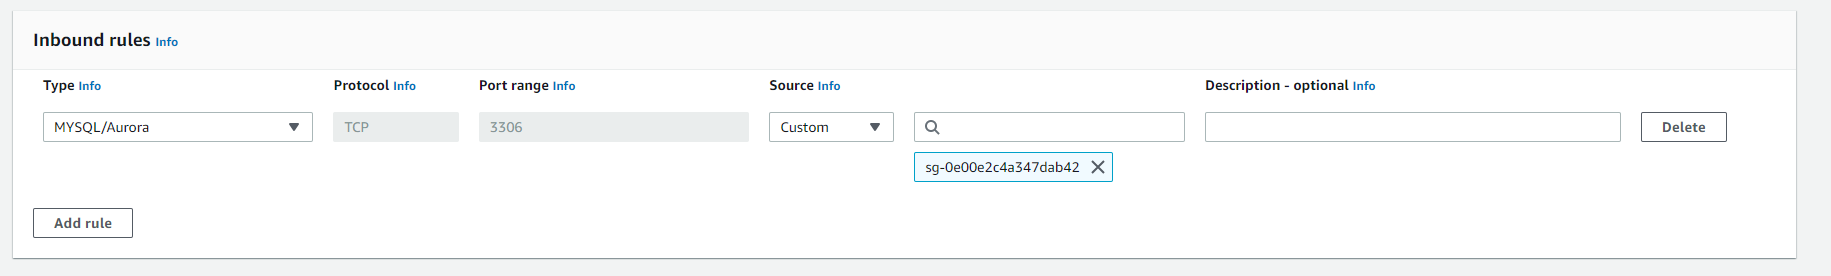 Inbound rules Info
Type Info Protocol Info Port range Info Source Info Description - optional Info
MYSQL/Aurora TCP 3306 Custom Delete
sg-0e00e2c4a347dab42
Add rule